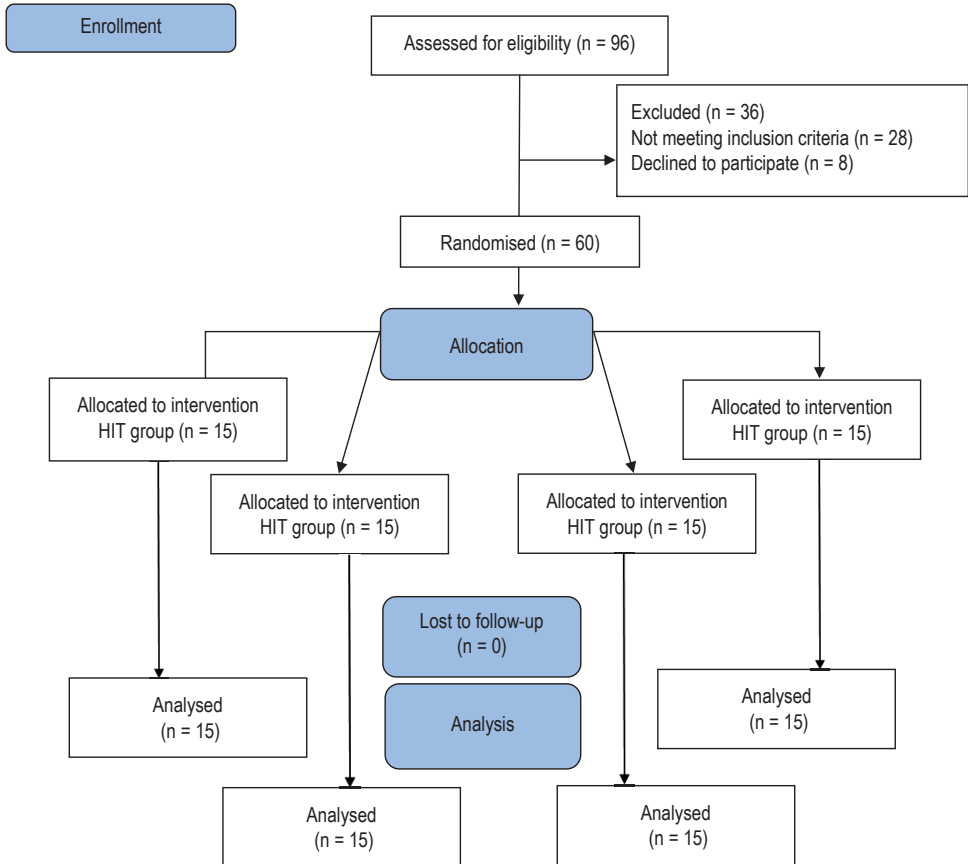 Enrollment
Assessed for eligibility (n = 96)
Excluded (n = 36)
Not meeting inclusion criteria (n = 28)
Declined to participate (n = 8)
Randomised (n = 60)
Allocation
Allocated to intervention
HIT group (n = 15)
Allocated to intervention
HIT group (n = 15)
Allocated to intervention
HIT group (n = 15)
Allocated to intervention
HIT group (n = 15)
Lost to follow-up
(n = 0)
Analysis
Analysed
(n = 15)
Analysed
(n = 15)
Analysed
(n = 15)
Analysed
(n = 15)